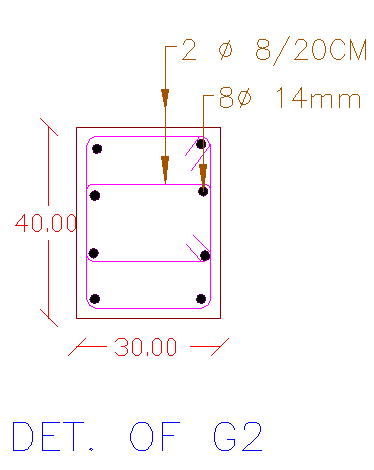 2 ø 8/20CM
8ø 14mm
40.00
30.00
DET. OF G2